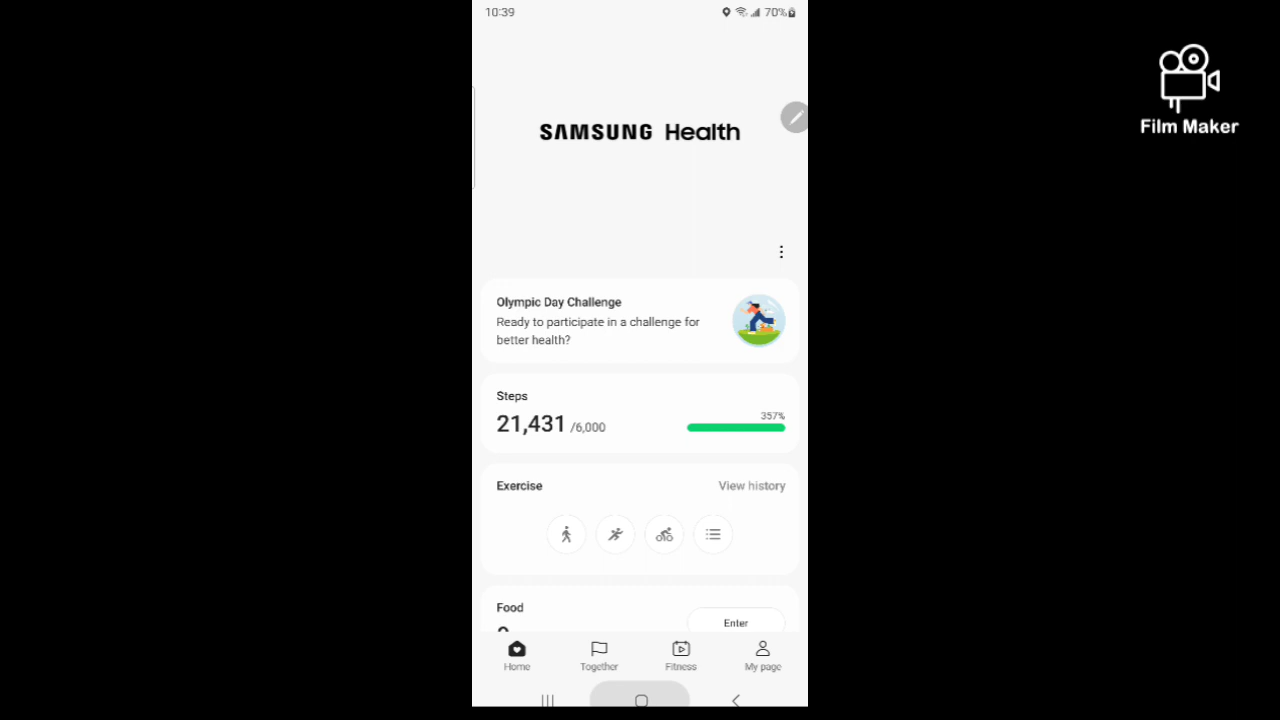 10:39
70%
SAMSUNG Health
Film Maker
Olympic Day Challenge
Ready to participate in a challenge for
better health?
Steps
21,431 /6,000
357%
Exercise
View history
Food
Enter
Home
Together
Fitness
My page